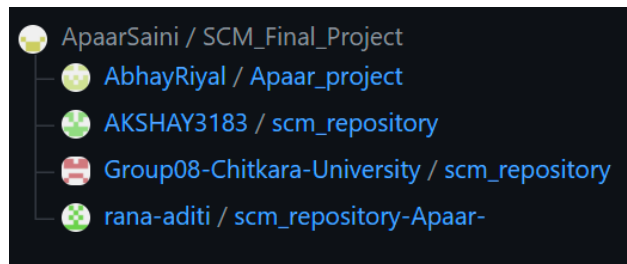 ApaarSaini / SCM_Final_Project
AbhayRiyal / Apaar_project
AKSHAY3183 / scm_repository
Group08-Chitkara-University / scm_repository
rana-aditi / scm_repository-Apaar-